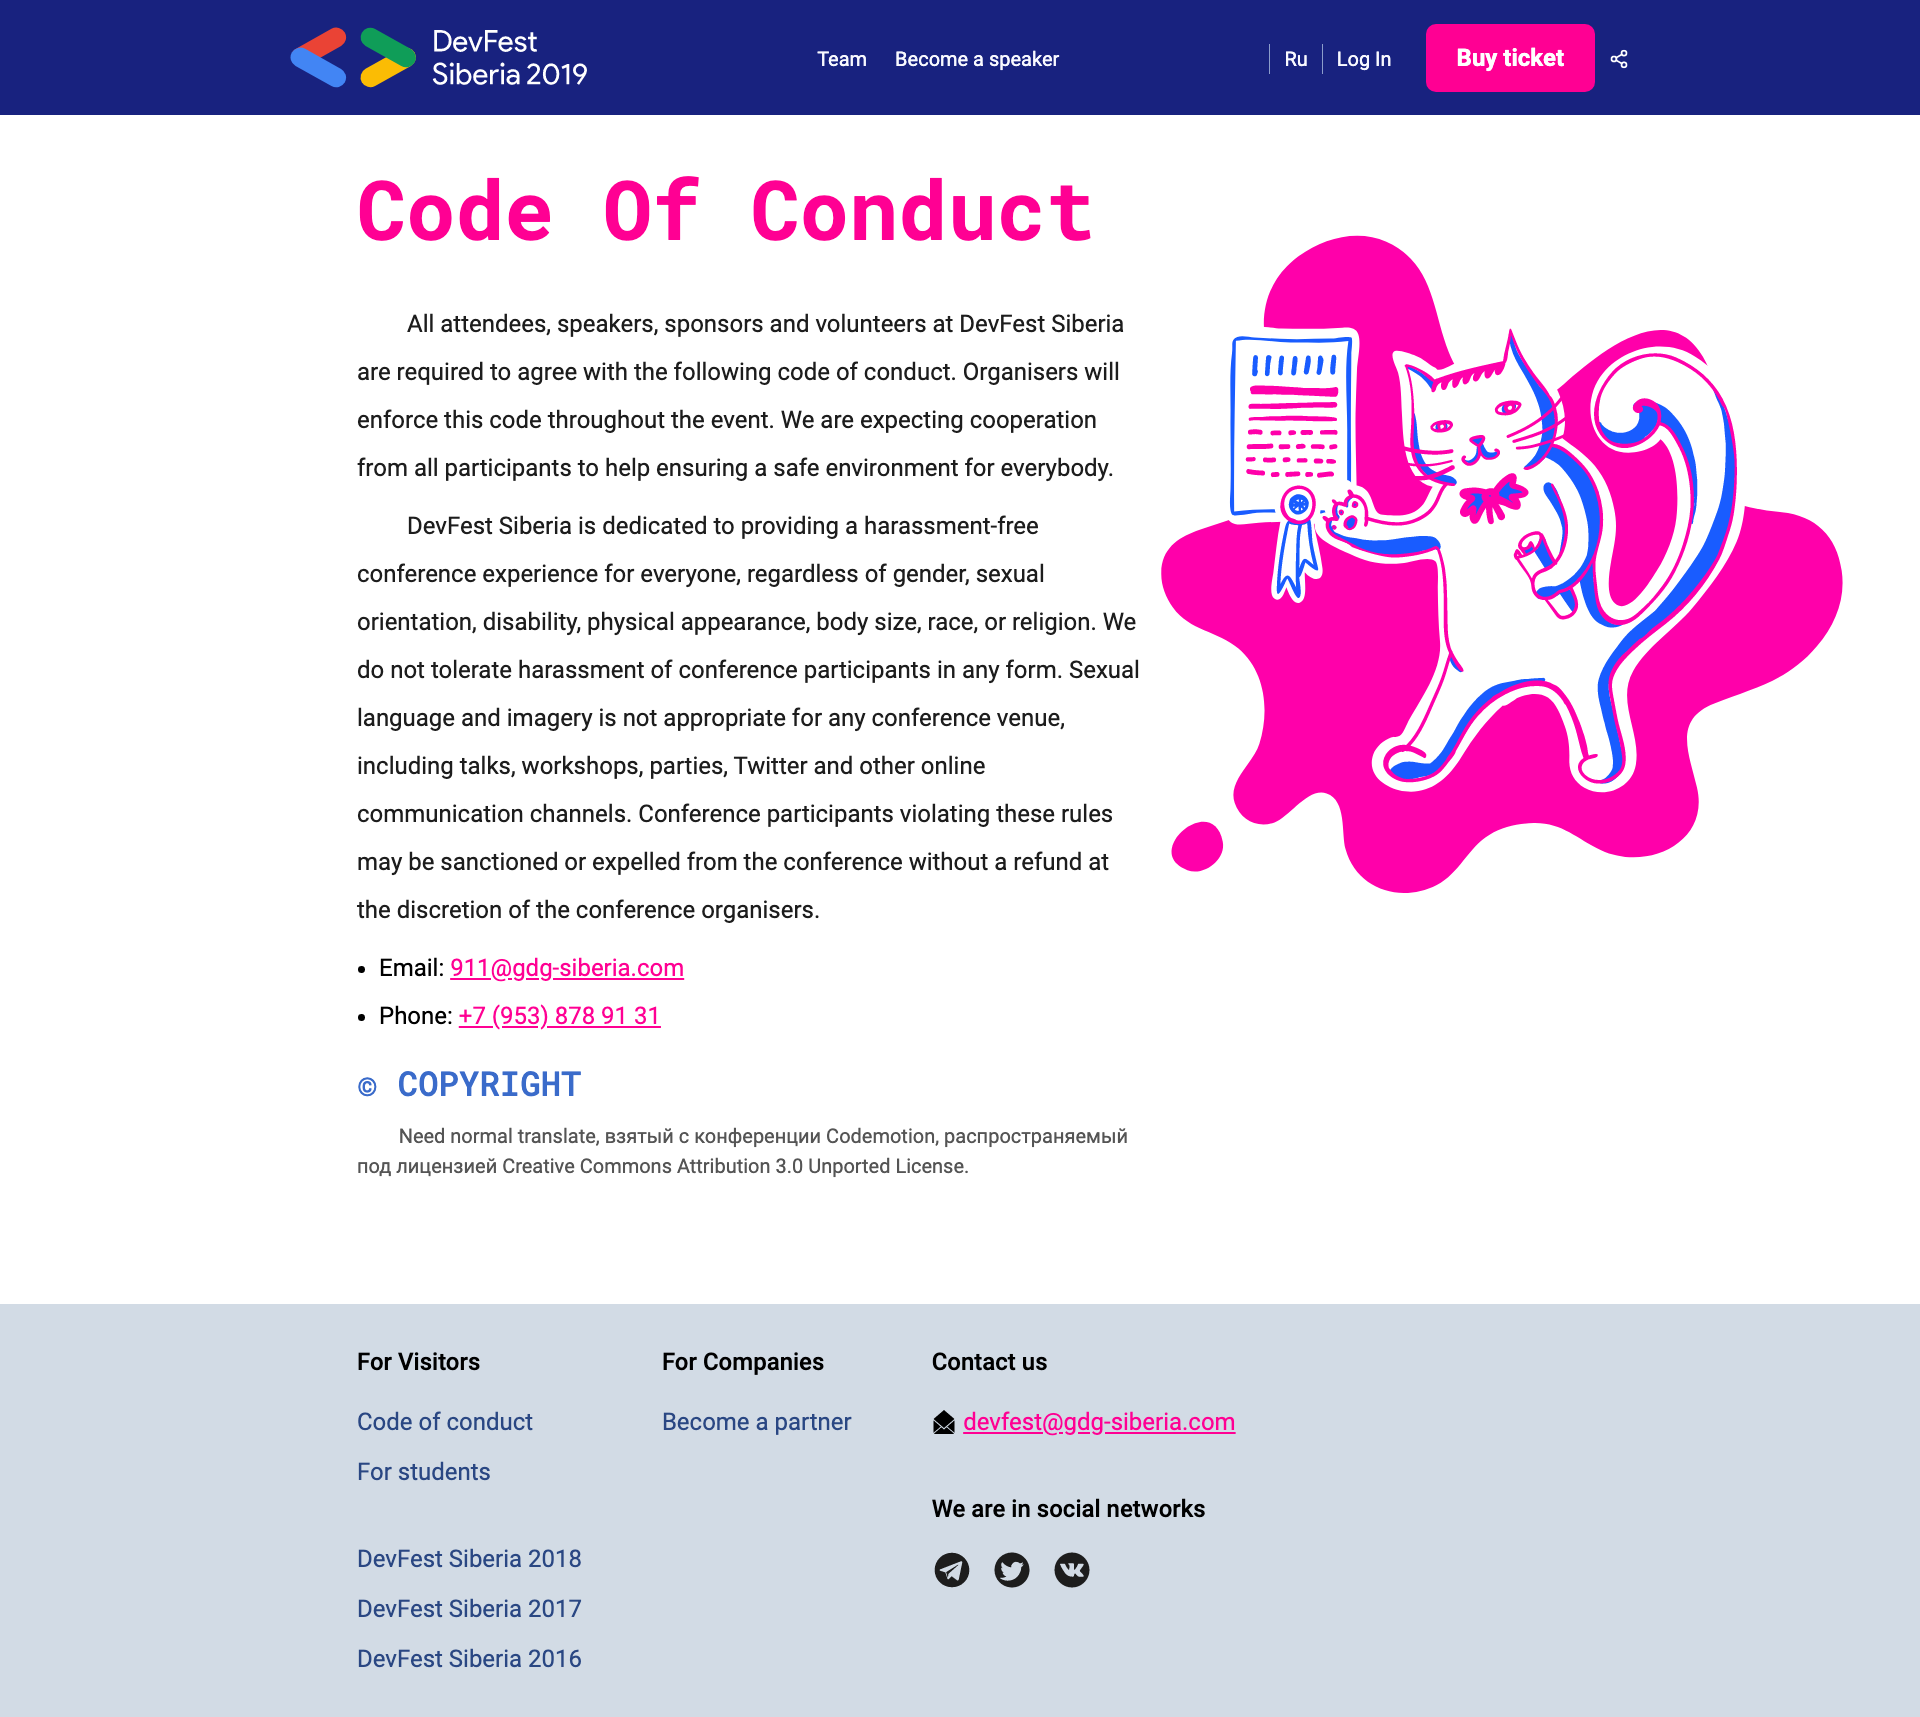 DevFest
Siberia 2019
Team
Become a speaker
Ru
Log In
Buy ticket
Code Of Conduct
All attendees, speakers, sponsors and volunteers at DevFest Siberia
are required to agree with the following code of conduct. Organisers will
enforce this code throughout the event. We are expecting cooperation
from all participants to help ensuring a safe environment for everybody.
DevFest Siberia is dedicated to providing a harassment-free
conference experience for everyone, regardless of gender, sexual
orientation, disability, physical appearance, body size, race, or religion. We
do not tolerate harassment of conference participants in any form. Sexual
language and imagery is not appropriate for any conference venue,
including talks, workshops, parties, Twitter and other online
communication channels. Conference participants violating these rules
may be sanctioned or expelled from the conference without a refund at
the discretion of the conference organisers.
• Email: 911@gdg-siberia.com
• Phone: +7 (953) 878 91 31
© COPYRIGHT
Need normal translate, взятый с конференции Codemotion, распространяемый
под лицензией Creative Commons Attribution 3.0 Unported License.
For Visitors
Code of conduct
For students
DevFest Siberia 2018
DevFest Siberia 2017
DevFest Siberia 2016
For Companies
Become a partner
Contact us
devfest@gdg-siberia.com
We are in social networks